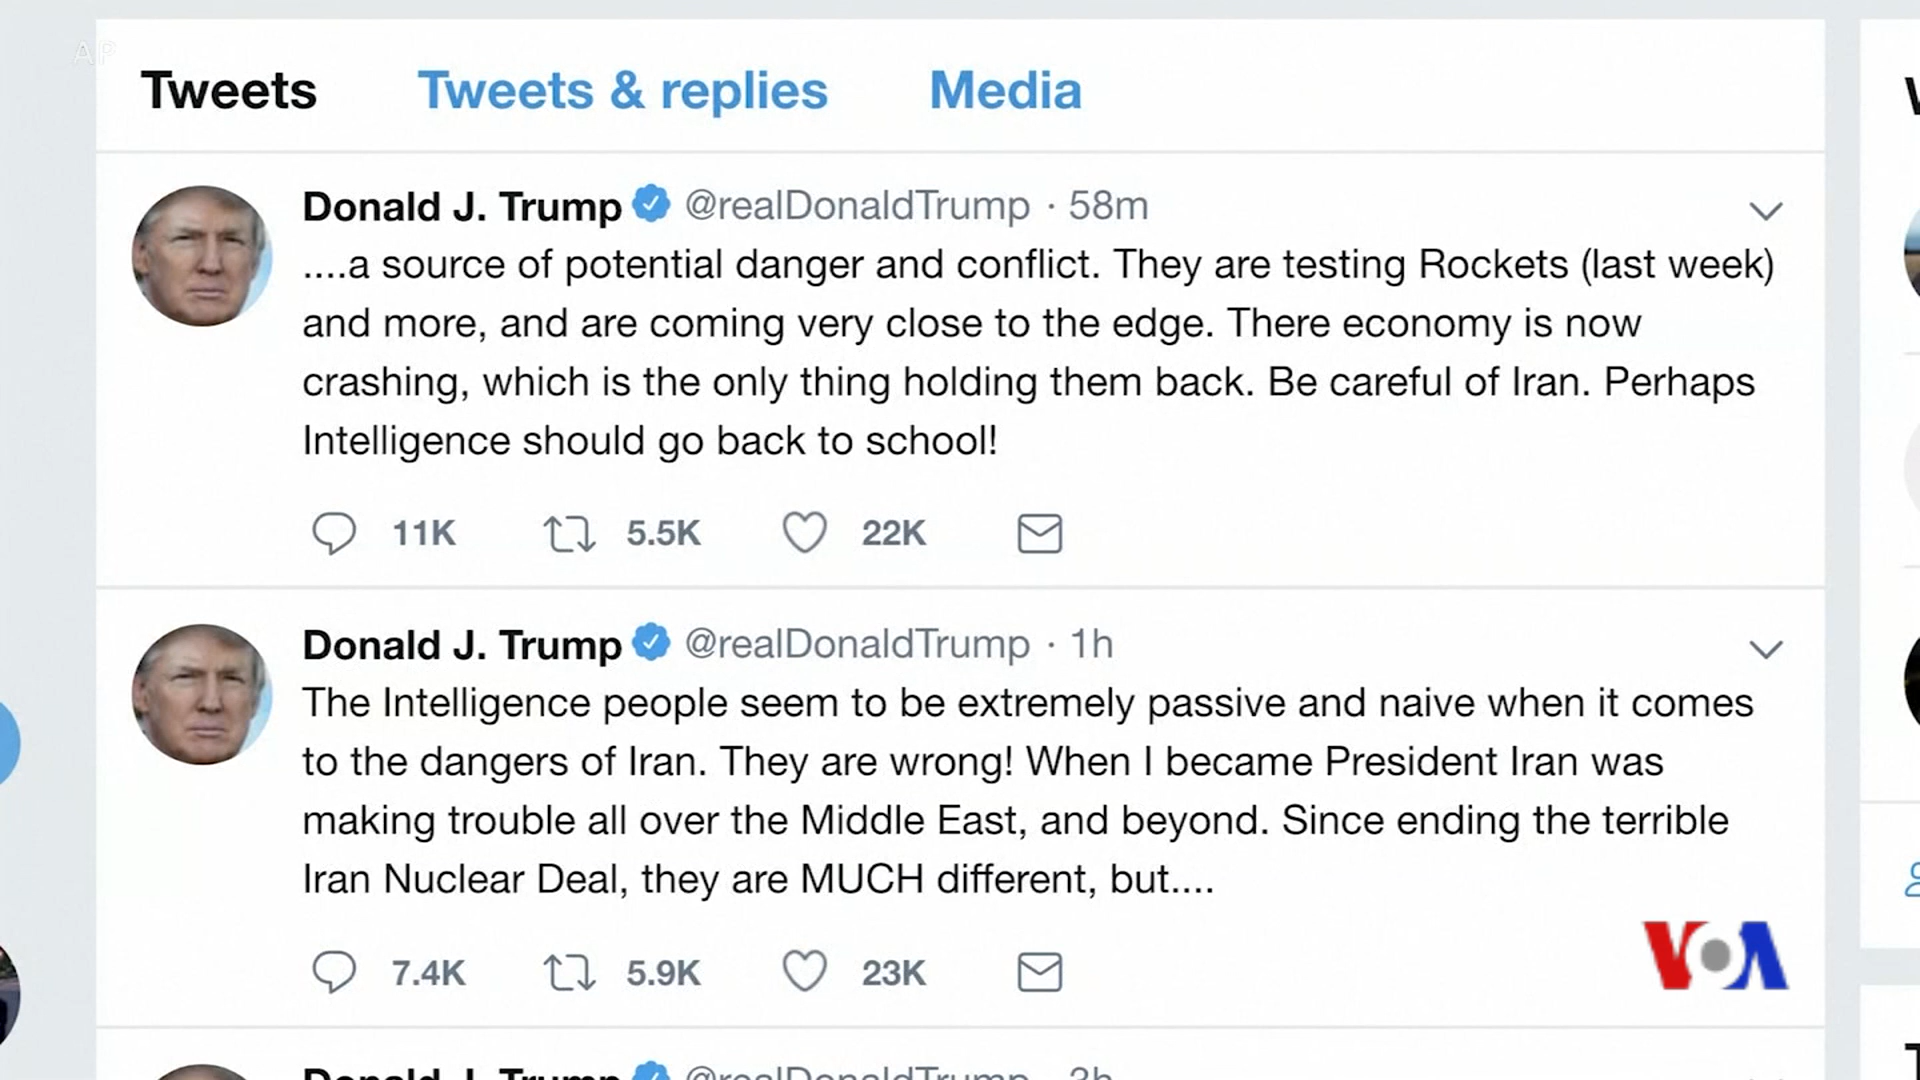 AP
Tweets Tweets & replies Media
Donald J. Trump @realDonaldTrump · 58m
....a source of potential danger and conflict. They are testing Rockets (last week)
and more, and are coming very close to the edge. There economy is now
crashing, which is the only thing holding them back. Be careful of Iran. Perhaps
Intelligence should go back to school!
11K 5.5K 22K
Donald J. Trump @realDonaldTrump · 1h
The Intelligence people seem to be extremely passive and naive when it comes
to the dangers of Iran. They are wrong! When I became President Iran was
making trouble all over the Middle East, and beyond. Since ending the terrible
Iran Nuclear Deal, they are MUCH different, but....
7.4K 5.9K 23K
VOA
Donald J. Trump @realDonaldTrump · 3h